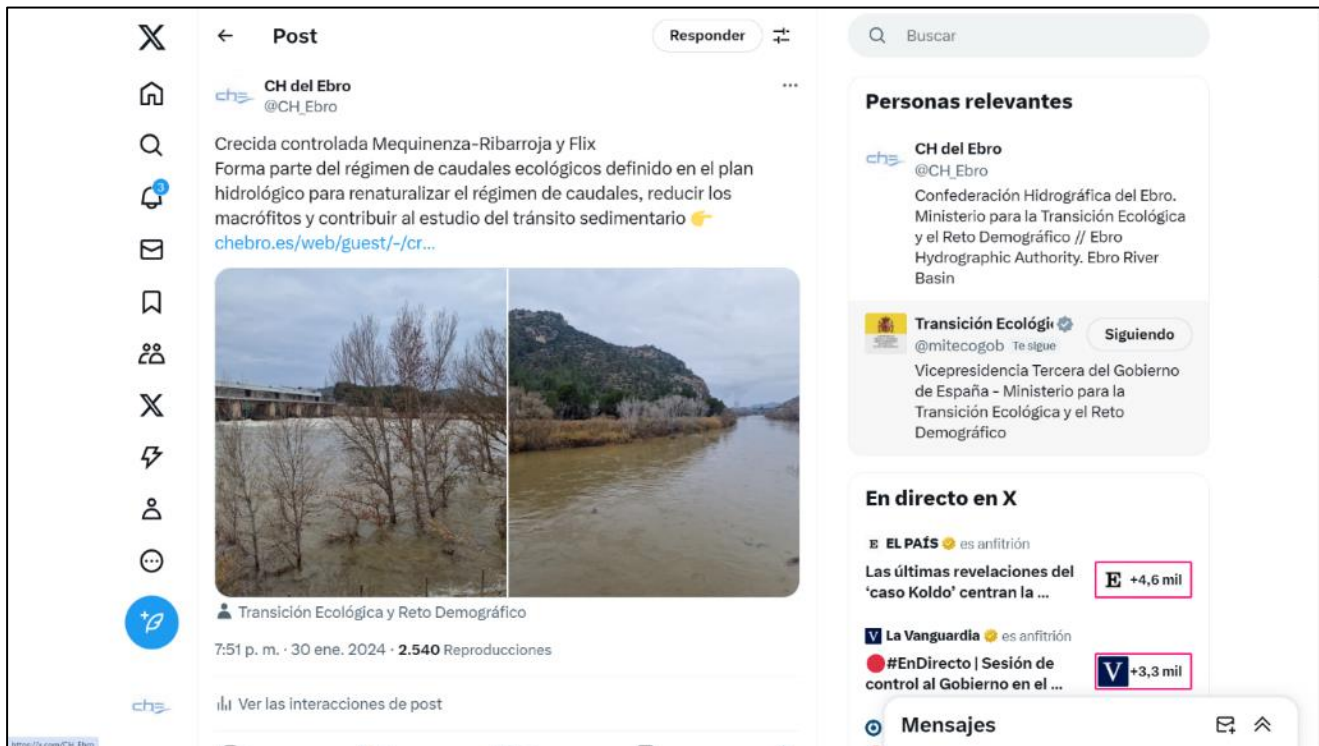 Post
Responder
CH del Ebro
@CH_Ebro
Crecida controlada Mequinenza-Ribarroja y Flix
Forma parte del régimen de caudales ecológicos definido en el plan
hidrológico para renaturalizar el régimen de caudales, reducir los
macrófitos y contribuir al estudio del tránsito sedimentario
chebro.es/web/guest/-/cr...
Transición Ecológica y Reto Demográfico
7:51 p. m. · 30 ene. 2024 · 2.540 Reproducciones
Ver las interacciones de post
3
che
Buscar
Personas relevantes
che
CH del Ebro
@CH_Ebro
Confederación Hidrográfica del Ebro.
Ministerio para la Transición Ecológica
y el Reto Demográfico // Ebro
Hydrographic Authority. Ebro River
Basin
Transición Ecológi
@mitecogob Te sigue
Siguiendo
Vicepresidencia Tercera del Gobierno
de España - Ministerio para la
Transición Ecológica y el Reto
Demográfico
En directo en X
E EL PAÍS es anfitrión
Las últimas revelaciones del
'caso Koldo' centran la ...
E +4,6 mil
V La Vanguardia es anfitrión
#EnDirecto | Sesión de
control al Gobierno en el ...
V +3,3 mil
Mensajes
https://x.com/CH_Ebro